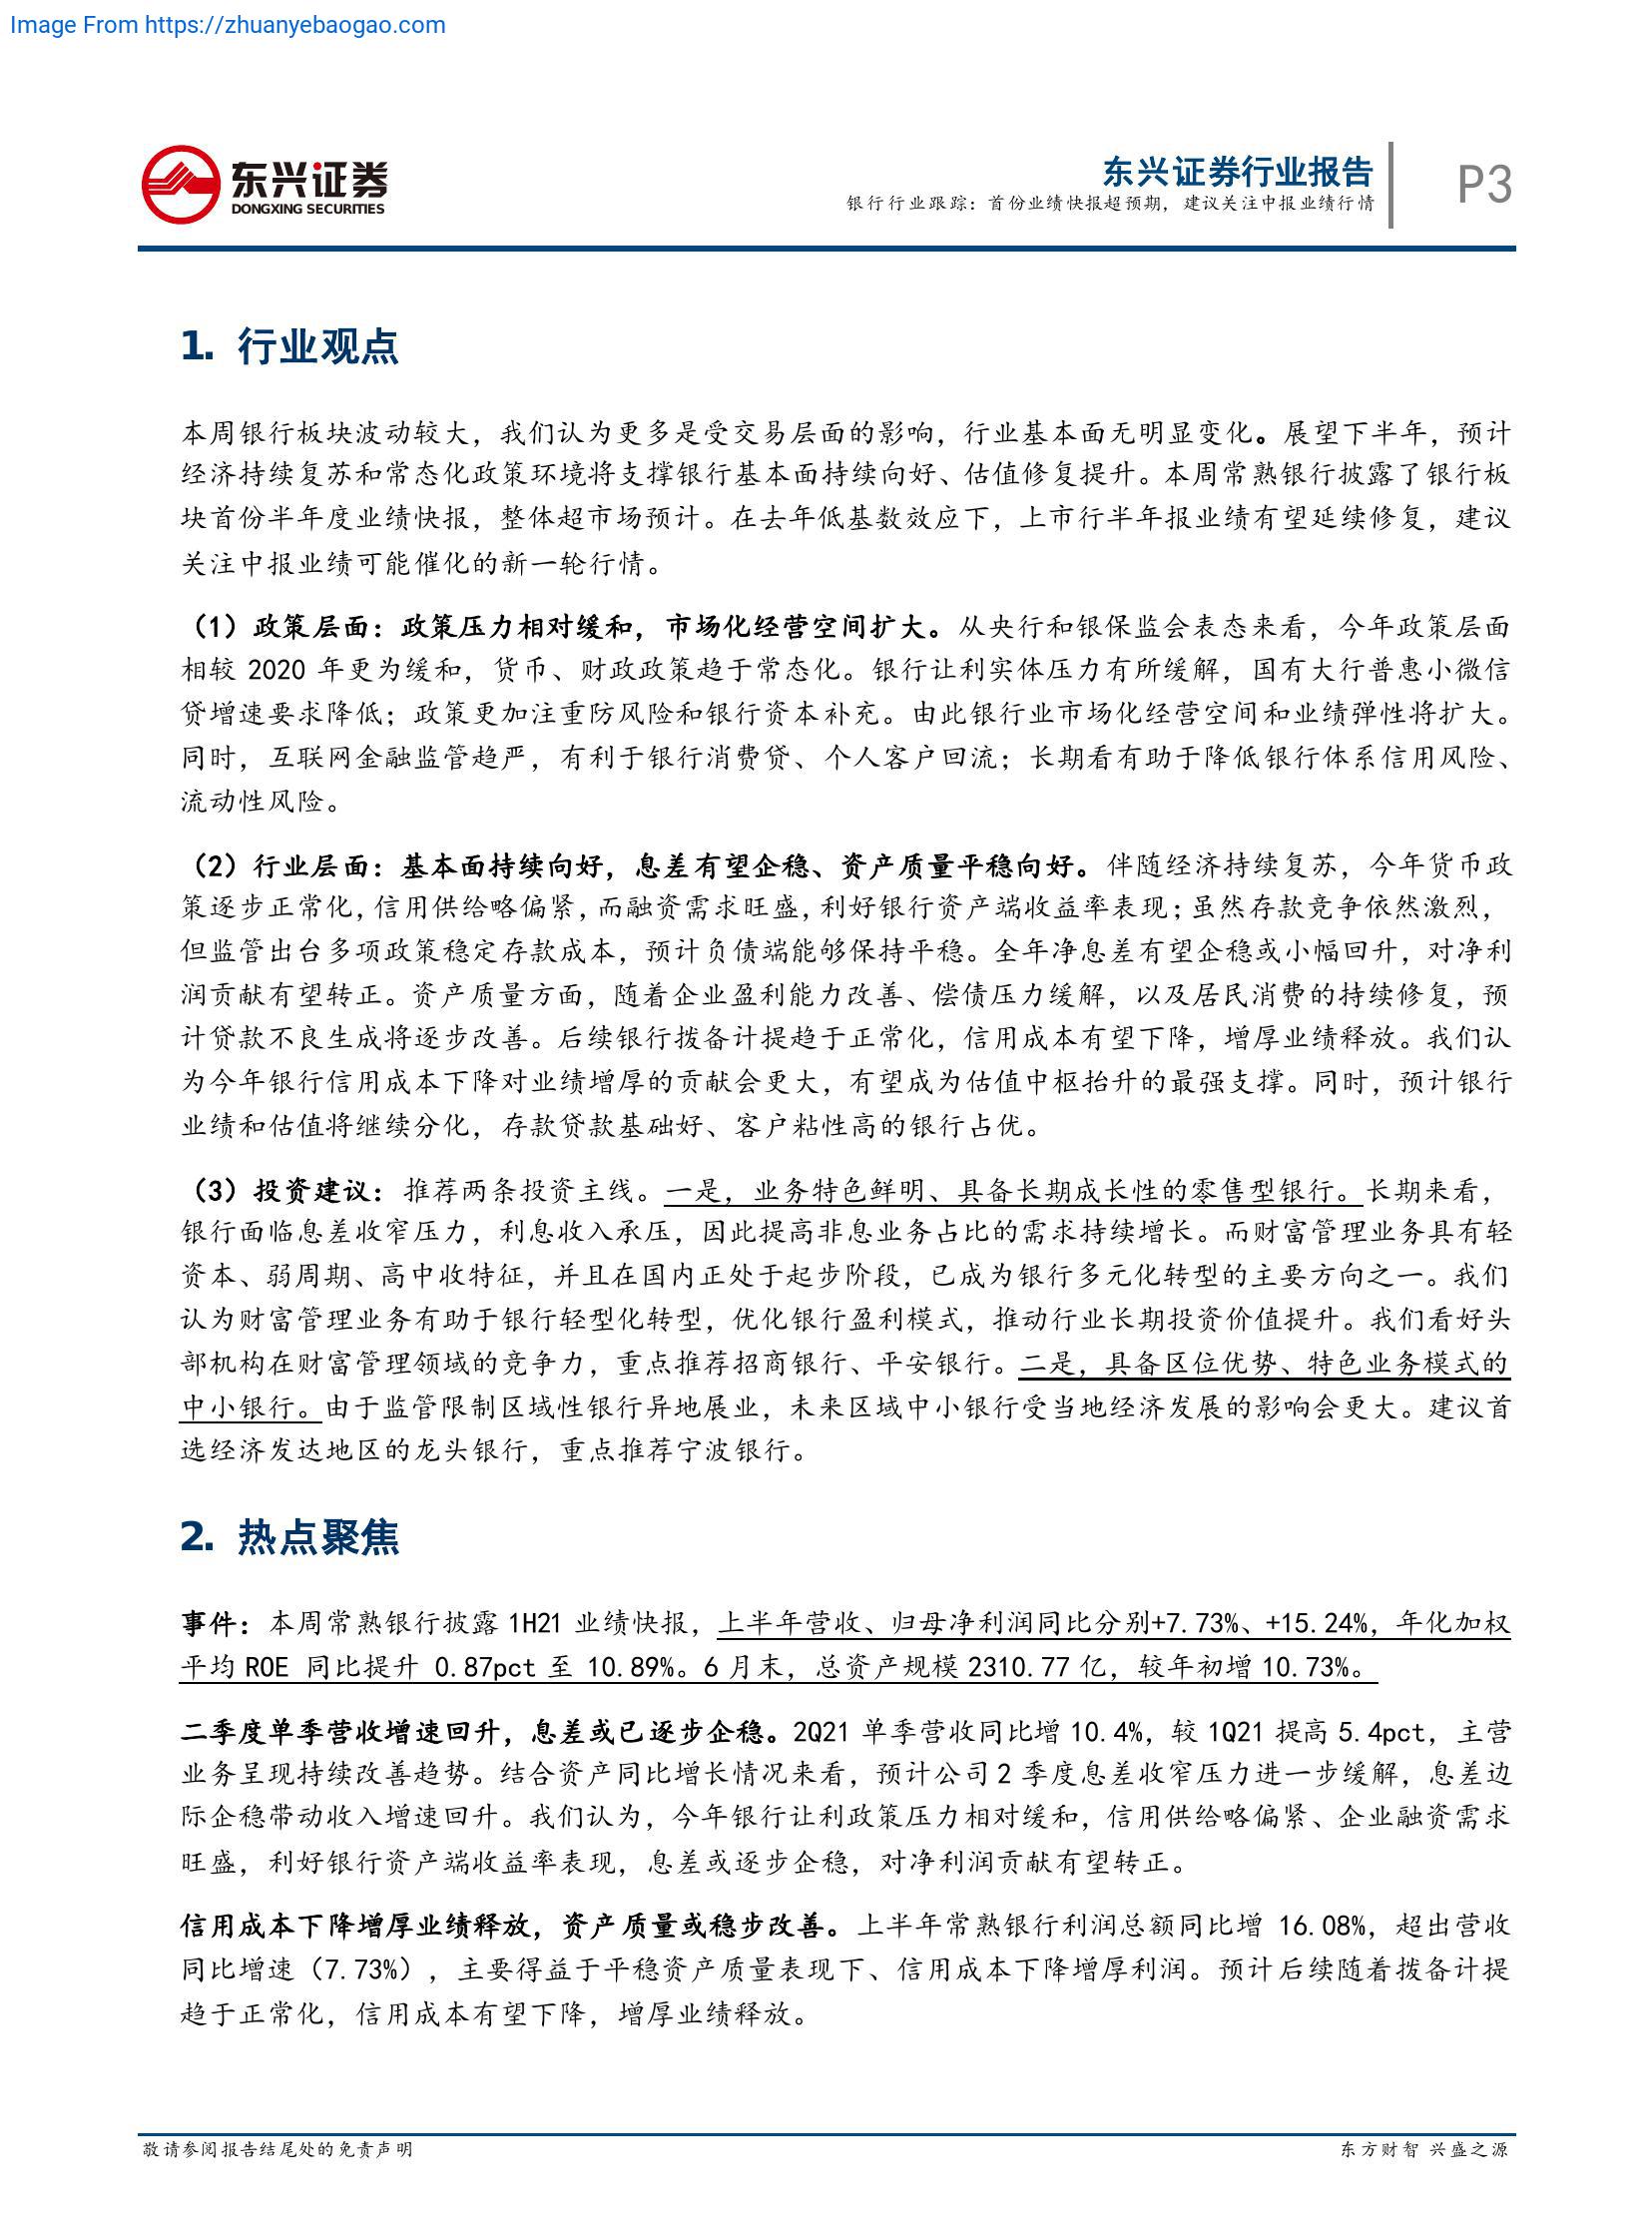 Image From https://zhuanyebaogao.com
东兴证券
DONGXING SECURITIES
东兴证券行业报告
银行行业跟踪：首份业绩快报超预期，建议关注中报业绩行情
P3
1. 行业观点
本周银行板块波动较大，我们认为更多是受交易层面的影响，行业基本面无明显变化。展望下半年，预计
经济持续复苏和常态化政策环境将支撑银行基本面持续向好、估值修复提升。本周常熟银行披露了银行板
块首份半年度业绩快报，整体超市场预计。在去年低基数效应下，上市行半年报业绩有望延续修复，建议
关注中报业绩可能催化的新一轮行情。
（1）政策层面：政策压力相对缓和，市场化经营空间扩大。从央行和银保监会表态来看，今年政策层面
相较 2020 年更为缓和，货币、财政政策趋于常态化。银行让利实体压力有所缓解，国有大行普惠小微信
贷增速要求降低；政策更加注重防风险和银行资本补充。由此银行业市场化经营空间和业绩弹性将扩大。
同时，互联网金融监管趋严，有利于银行消费贷、个人客户回流；长期看有助于降低银行体系信用风险、
流动性风险。
（2）行业层面：基本面持续向好，息差有望企稳、资产质量平稳向好。伴随经济持续复苏，今年货币政
策逐步正常化，信用供给略偏紧，而融资需求旺盛，利好银行资产端收益率表现；虽然存款竞争依然激烈，
但监管出台多项政策稳定存款成本，预计负债端能够保持平稳。全年净息差有望企稳或小幅回升，对净利
润贡献有望转正。资产质量方面，随着企业盈利能力改善、偿债压力缓解，以及居民消费的持续修复，预
计贷款不良生成将逐步改善。后续银行拨备计提趋于正常化，信用成本有望下降，增厚业绩释放。我们认
为今年银行信用成本下降对业绩增厚的贡献会更大，有望成为估值中枢抬升的最强支撑。同时，预计银行
业绩和估值将继续分化，存款贷款基础好、客户粘性高的银行占优。
（3）投资建议：推荐两条投资主线。一是，业务特色鲜明、具备长期成长性的零售型银行。长期来看，
银行面临息差收窄压力，利息收入承压，因此提高非息业务占比的需求持续增长。而财富管理业务具有轻
资本、弱周期、高中收特征，并且在国内正处于起步阶段，已成为银行多元化转型的主要方向之一。我们
认为财富管理业务有助于银行轻型化转型，优化银行盈利模式，推动行业长期投资价值提升。我们看好头
部机构在财富管理领域的竞争力，重点推荐招商银行、平安银行。二是，具备区位优势、特色业务模式的
中小银行。由于监管限制区域性银行异地展业，未来区域中小银行受当地经济发展的影响会更大。建议首
选经济发达地区的龙头银行，重点推荐宁波银行。
2. 热点聚焦
事件：本周常熟银行披露 1H21 业绩快报，上半年营收、归母净利润同比分别+7.73%、+15.24%，年化加权
平均 ROE 同比提升 0.87pct 至 10.89%。6 月末，总资产规模 2310.77 亿，较年初增 10.73%。
二季度单季营收增速回升，息差或已逐步企稳。2Q21 单季营收同比增 10.4%，较 1Q21 提高 5.4pct，主营
业务呈现持续改善趋势。结合资产同比增长情况来看，预计公司 2 季度息差收窄压力进一步缓解，息差边
际企稳带动收入增速回升。我们认为，今年银行让利政策压力相对缓和，信用供给略偏紧、企业融资需求
旺盛，利好银行资产端收益率表现，息差或逐步企稳，对净利润贡献有望转正。
信用成本下降增厚业绩释放，资产质量或稳步改善。上半年常熟银行利润总额同比增 16.08%，超出营收
同比增速（7.73%），主要得益于平稳资产质量表现下、信用成本下降增厚利润。预计后续随着拨备计提
趋于正常化，信用成本有望下降，增厚业绩释放。
敬请参阅报告结尾处的免责声明
东方财智 兴盛之源